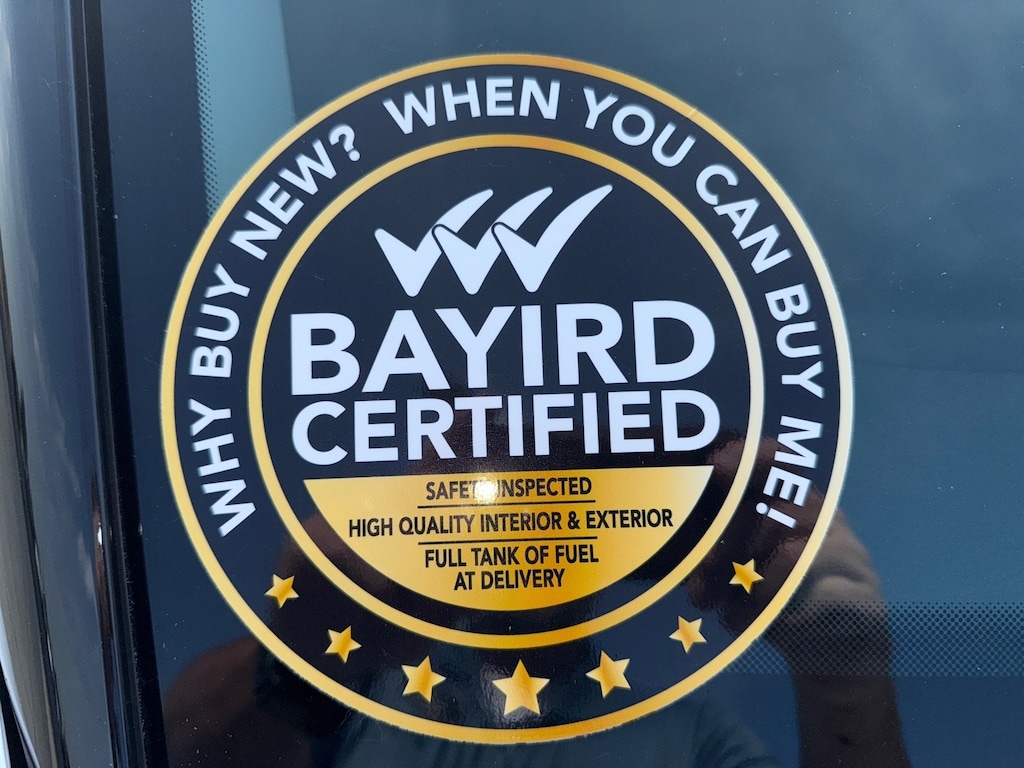 WHY BUY NEW? WHEN YOU CAN BUY ME!
BAYIRD
CERTIFIED
SAFETY INSPECTED
HIGH QUALITY INTERIOR & EXTERIOR
FULL TANK OF FUEL
AT DELIVERY